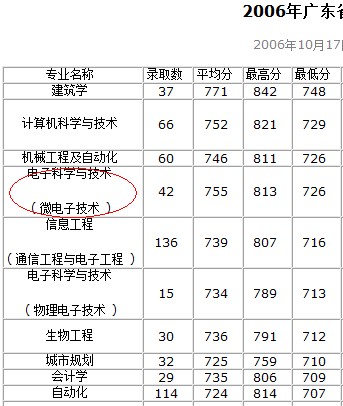 2006年广东省
2006年10月17日
专业名称 录取数 平均分 最高分 最低分
建筑学 37 771 842 748
计算机科学与技术 66 752 821 729
机械工程及自动化 60 746 811 726
电子科学与技术
（微电子技术 ） 42 755 813 726
信息工程
（通信工程与电子工程 ） 136 739 807 716
电子科学与技术
（物理电子技术 ） 15 734 789 713
生物工程 30 736 791 712
城市规划 32 725 759 710
会计学 29 735 806 709
自动化 114 724 814 707